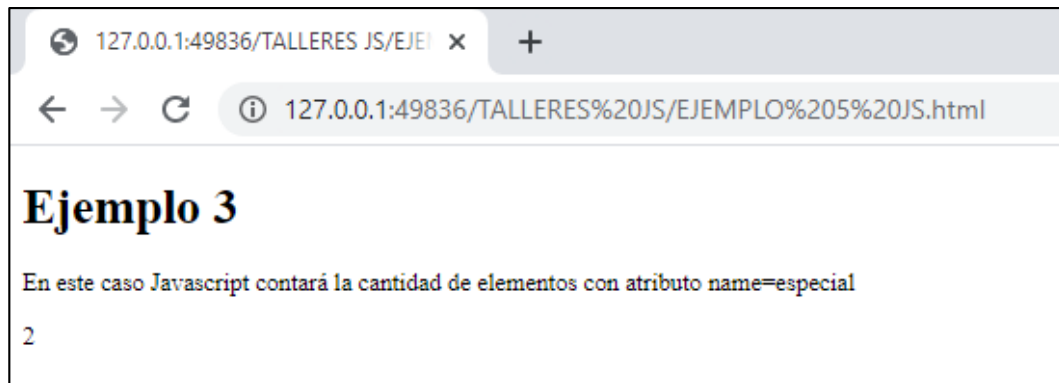 127.0.0.1:49836/TALLERES JS/EJE
127.0.0.1:49836/TALLERES%20JS/EJEMPLO%205%20JS.html
Ejemplo 3
En este caso Javascript contará la cantidad de elementos con atributo name=especial
2